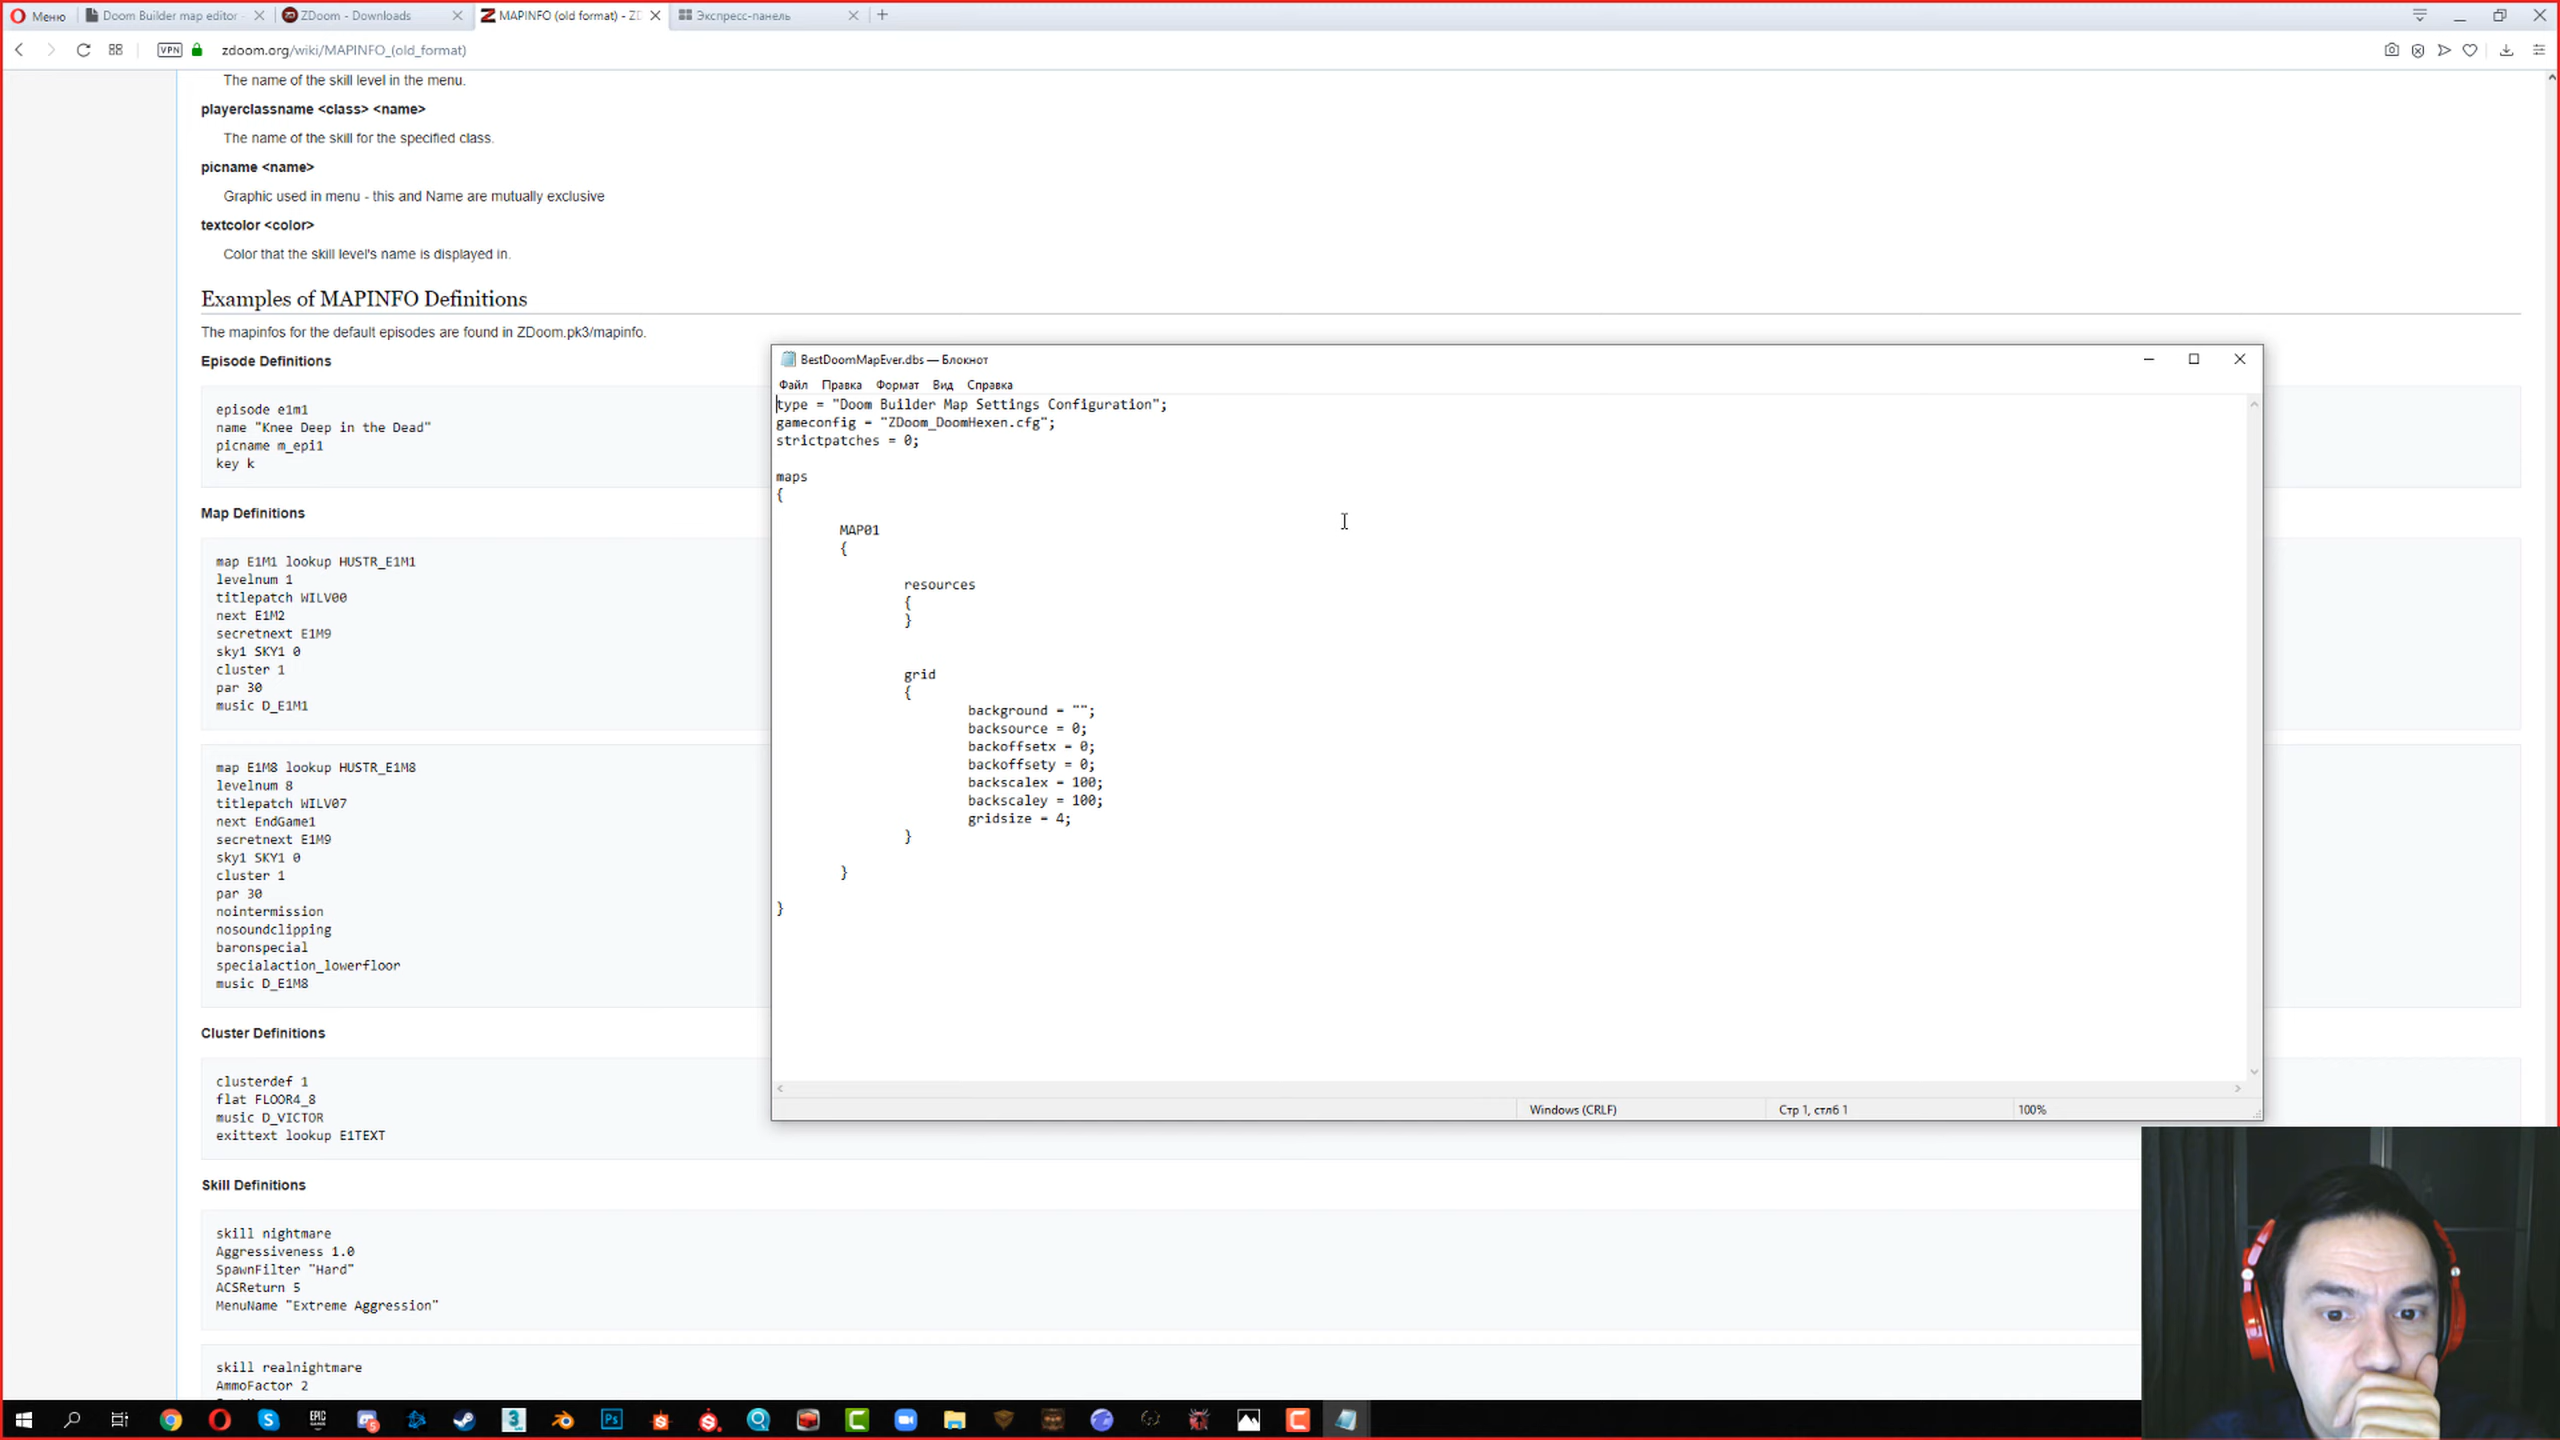 Меню
Doom Builder map editor -
ZDoom - Downloads
MAPINFO (old format) - ZD
Экспресс-панель
VPN
zdoom.org/wiki/MAPINFO_(old_format)
The name of the skill level in the menu.
playerclassname <class> <name>
The name of the skill for the specified class.
picname <name>
Graphic used in menu - this and Name are mutually exclusive
textcolor <color>
Color that the skill level's name is displayed in.
Examples of MAPINFO Definitions
The mapinfos for the default episodes are found in ZDoom.pk3/mapinfo.
Episode Definitions
episode e1m1
name "Knee Deep in the Dead"
picname m_epi1
key k
Map Definitions
map E1M1 lookup HUSTR_E1M1
levelnum 1
titlepatch WILV00
next E1M2
secretnext E1M9
sky1 SKY1 0
cluster 1
par 30
music D_E1M1
map E1M8 lookup HUSTR_E1M8
levelnum 8
titlepatch WILV07
next EndGame1
secretnext E1M9
sky1 SKY1 0
cluster 1
par 30
nointermission
nosoundclipping
baronspecial
specialaction_lowerfloor
music D_E1M8
Cluster Definitions
clusterdef 1
flat FLOOR4_8
music D_VICTOR
exittext lookup E1TEXT
Skill Definitions
skill nightmare
Aggressiveness 1.0
SpawnFilter "Hard"
ACSReturn 5
MenuName "Extreme Aggression"
skill realnightmare
AmmoFactor 2
BestDoomMapEver.dbs — Блокнот
Файл Правка Формат Вид Справка
type = "Doom Builder Map Settings Configuration";
gameconfig = "ZDoom_DoomHexen.cfg";
strictpatches = 0;
maps
{
MAP01
{
resources
{
}
grid
{
background = "";
backsource = 0;
backoffsetx = 0;
backoffsety = 0;
backscalex = 100;
backscaley = 100;
gridsize = 4;
}
}
}
Windows (CRLF)
Стр 1, стлб 1
100%
EPIC
GAMES
3
Ps